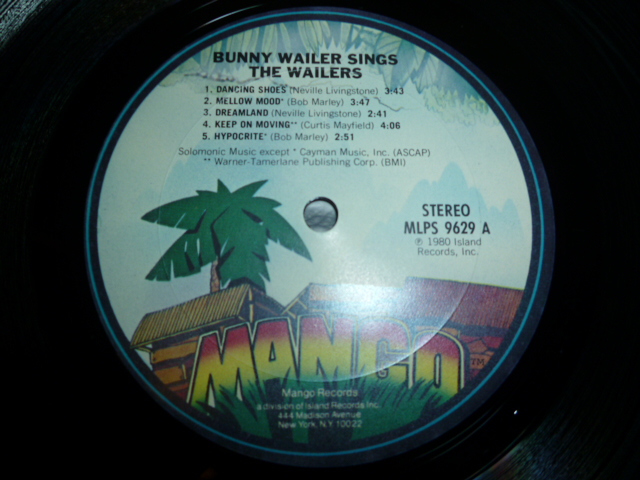 BUNNY WAILER SINGS
THE WAILERS
1. DANCING SHOES (Neville Livingstone) 3:43
2. MELLOW MOOD* (Bob Marley) 3:47
3. DREAMLAND (Neville Livingstone) 2:41
4. KEEP ON MOVING** (Curtis Mayfield) 4:06
5. HYPOCRITE* (Bob Marley) 2:51
Solomonic Music except * Cayman Music, Inc. (ASCAP)
** Warner-Tamerlane Publishing Corp. (BMI)
STEREO
MLPS 9629 A
℗ 1980 Island
Records, Inc.
MANGO TM
Mango Records
a division of Island Records Inc.
444 Madison Avenue
New York, N.Y. 10022